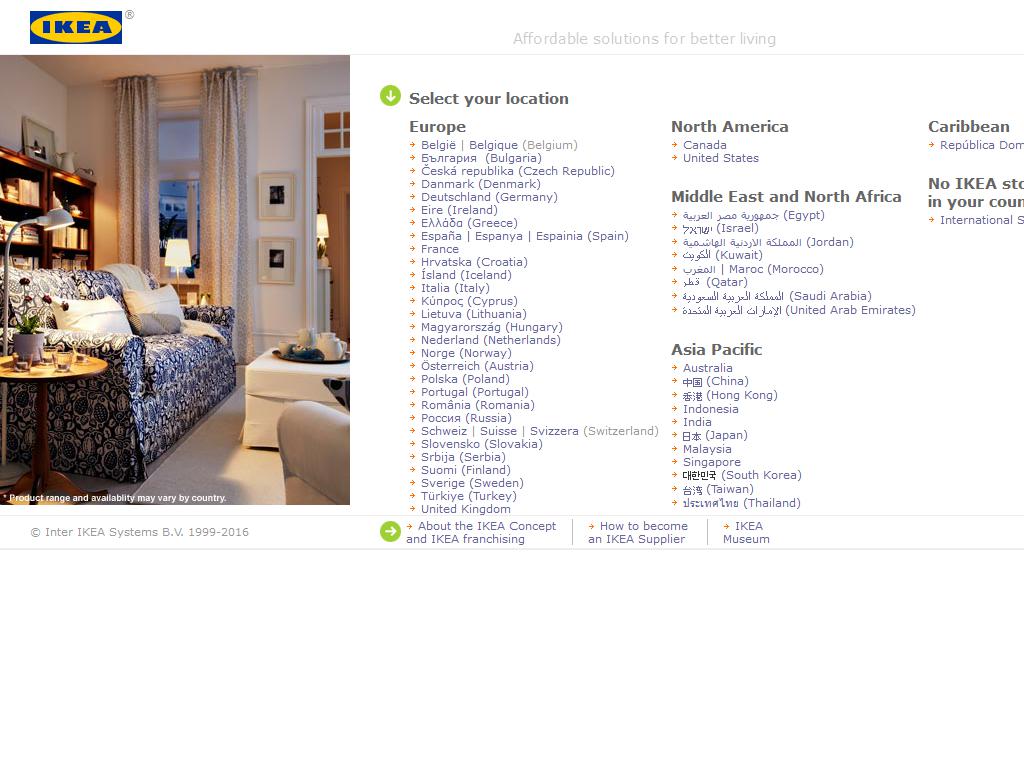 IKEA®
Affordable solutions for better living
Select your location
Europe
België | Belgique (Belgium)
България (Bulgaria)
Česká republika (Czech Republic)
Danmark (Denmark)
Deutschland (Germany)
Eire (Ireland)
Ελλάδα (Greece)
España | Espanya | Espainia (Spain)
France
Hrvatska (Croatia)
Ísland (Iceland)
Italia (Italy)
Κύπρος (Cyprus)
Lietuva (Lithuania)
Magyarország (Hungary)
Nederland (Netherlands)
Norge (Norway)
Österreich (Austria)
Polska (Poland)
Portugal (Portugal)
România (Romania)
Россия (Russia)
Schweiz | Suisse | Svizzera (Switzerland)
Slovensko (Slovakia)
Srbija (Serbia)
Suomi (Finland)
Sverige (Sweden)
Türkiye (Turkey)
United Kingdom
North America
Canada
United States
Middle East and North Africa
جمهورية مصر العربية (Egypt)
ישראל (Israel)
المملكة الاردنية الهاشمية (Jordan)
الكويت (Kuwait)
المغرب | Maroc (Morocco)
قطر (Qatar)
المملكة العربية السعودية (Saudi Arabia)
الإمارات العربية المتحدة (United Arab Emirates)
Asia Pacific
Australia
中国 (China)
香港 (Hong Kong)
Indonesia
India
日本 (Japan)
Malaysia
Singapore
대한민국 (South Korea)
台湾 (Taiwan)
ประเทศไทย (Thailand)
Caribbean
República Dom
No IKEA sto
in your coun
International S
* Product range and availablity may vary by country.
© Inter IKEA Systems B.V. 1999-2016
About the IKEA Concept
and IKEA franchising
How to become
an IKEA Supplier
IKEA
Museum